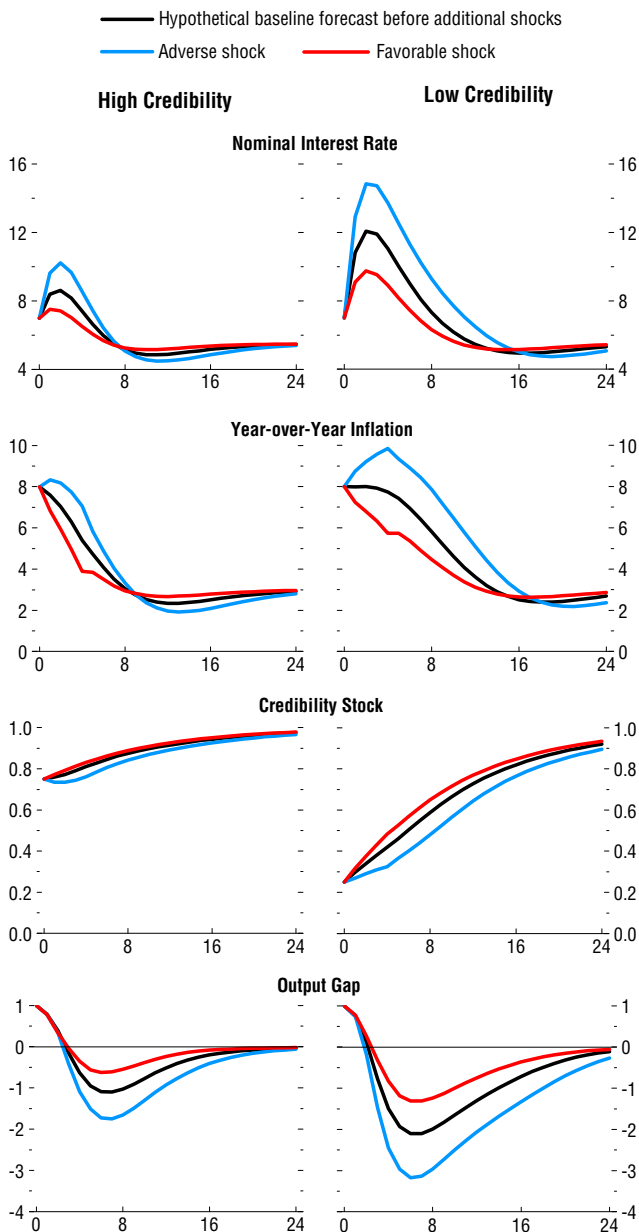 Hypothetical baseline forecast before additional shocks
Adverse shock Favorable shock
High Credibility Low Credibility
Nominal Interest Rate
16 16
12 12
8 8
4 4
0 8 16 24 0 8 16 24
Year-over-Year Inflation
10 10
8 8
6 6
4 4
2 2
0 0
0 8 16 24 0 8 16 24
Credibility Stock
1.0 1.0
0.8 0.8
0.6 0.6
0.4 0.4
0.2 0.2
0.0 0.0
0 8 16 24 0 8 16 24
Output Gap
1 1
0 0
-1 -1
-2 -2
-3 -3
-4 -4
0 8 16 24 0 8 16 24